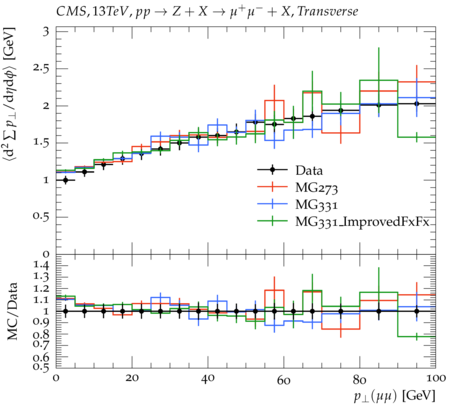 CMS, 13TeV, pp → Z + X → μ⁺μ⁻ + X, Transverse
⟨d² Σ p⊥/dηdϕ⟩ [GeV]
3
2.5
2
1.5
1
0.5
0
Data
MG273
MG331
MG331_ImprovedFxFx
MC/Data
1.4
1.3
1.2
1.1
1
0.9
0.8
0.7
0.6
0.5
0 20 40 60 80 100
p⊥(μμ) [GeV]